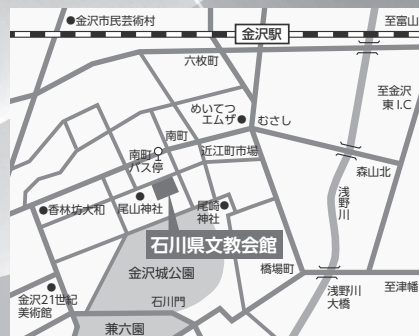 金沢市民芸術村
金沢駅
至富山
六枚町
至金沢
東I.C
めいてつ
エムザ
むさし
南町
南町
バス停
近江町市場
森山北
浅野川
香林坊大和
尾山神社
尾崎
神社
石川県文教会館
金沢城公園
橋場町
石川門
金沢21世紀
美術館
浅野川
大橋
至津幡
兼六園